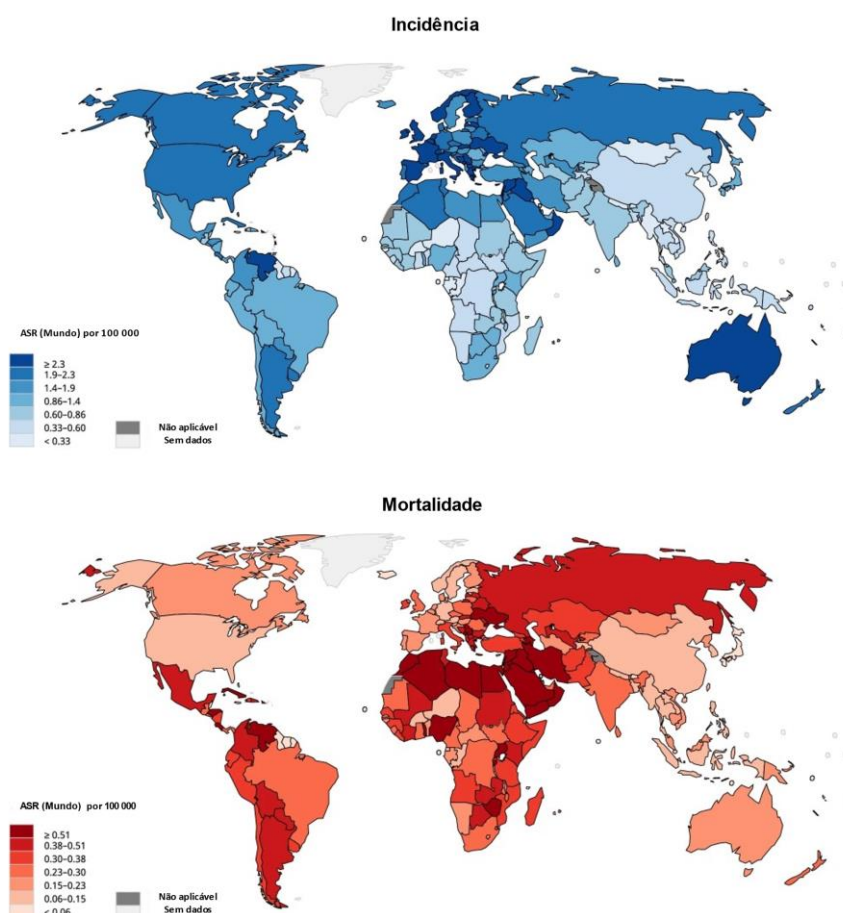 Incidência
ASR (Mundo) por 100 000
≥ 2.3
1.9–2.3
1.4–1.9
0.86–1.4
0.60–0.86
0.33–0.60
< 0.33
Não aplicável
Sem dados
Mortalidade
ASR (Mundo) por 100 000
≥ 0.51
0.38–0.51
0.30–0.38
0.23–0.30
0.15–0.23
0.06–0.15
< 0.06
Não aplicável
Sem dados